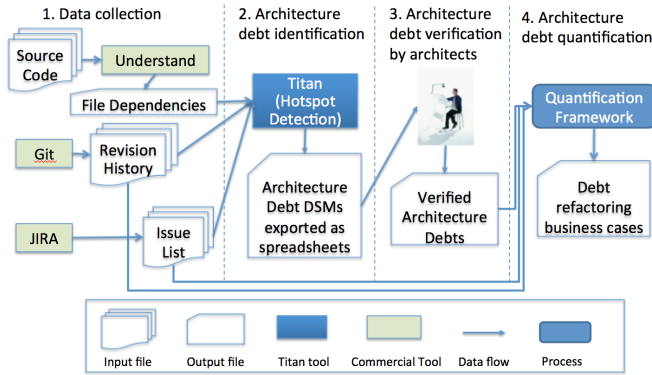 1. Data collection
2. Architecture
debt identification
3. Architecture
debt verification
by architects
4. Architecture
debt quantification
Source
Code
Understand
File Dependencies
Git
Revision
History
JIRA
Issue
List
Titan
(Hotspot
Detection)
Architecture
Debt DSMs
exported as
spreadsheets
Verified
Architecture
Debts
Quantification
Framework
Debt
refactoring
business cases
Input file
Output file
Titan tool
Commercial Tool
Data flow
Process